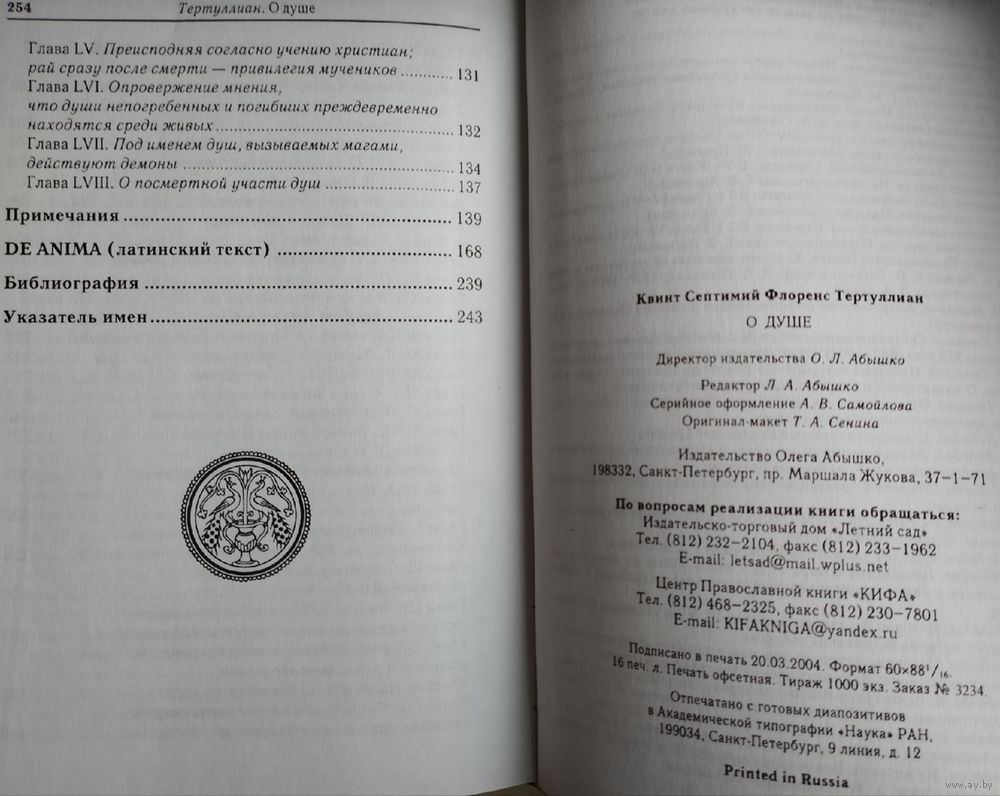 254 Тертуллиан. О душе
Глава LV. Преисподняя согласно учению христиан;
рай сразу после смерти — привилегия мучеников ........... 131
Глава LVI. Опровержение мнения,
что души непогребенных и погибших преждевременно
находятся среди живых ........... 132
Глава LVII. Под именем душ, вызываемых магами,
действуют демоны ........... 134
Глава LVIII. О посмертной участи душ ........... 137
Примечания ........... 139
DE ANIMA (латинский текст) ........... 168
Библиография ........... 239
Указатель имен ........... 243
Квинт Септимий Флоренс Тертуллиан
О ДУШЕ
Директор издательства О. Л. Абышко
Редактор Л. А. Абышко
Серийное оформление А. В. Самойлова
Оригинал-макет Т. А. Сенина
Издательство Олега Абышко,
198332, Санкт-Петербург, пр. Маршала Жукова, 37–1–71
По вопросам реализации книги обращаться:
Издательско-торговый дом «Летний сад»
Тел. (812) 232–2104, факс (812) 233–1962
E-mail: letsad@mail.wplus.net
Центр Православной книги «КИФА»
Тел. (812) 468–2325, факс (812) 230–7801
E-mail: KIFAKNIGA@yandex.ru
Подписано в печать 20.03.2004. Формат 60×88 1/16.
16 печ. л. Печать офсетная. Тираж 1000 экз. Заказ № 3234.
Отпечатано с готовых диапозитивов
в Академической типографии «Наука» РАН,
199034, Санкт-Петербург, 9 линия, д. 12
Printed in Russia
www.ay.by